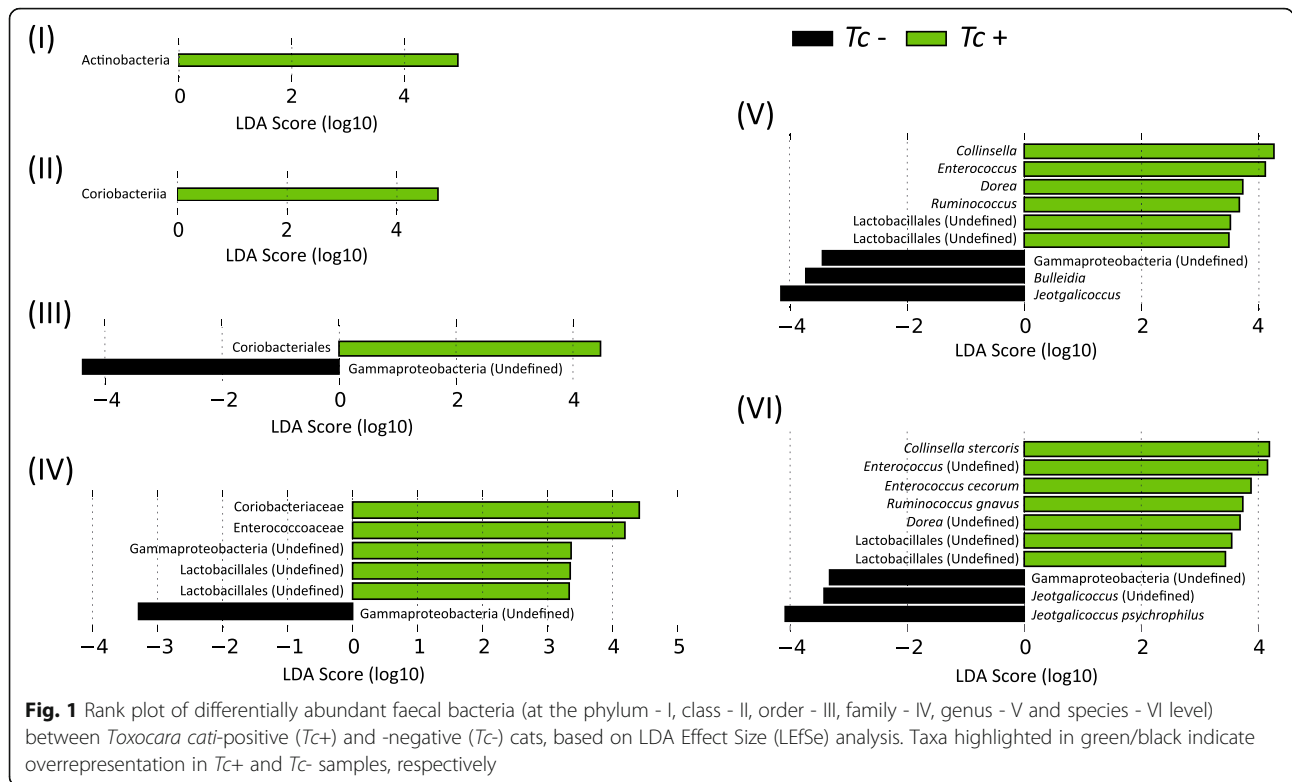 (I)
Actinobacteria
0 2 4
LDA Score (log10)
(II)
Coriobacteriia
0 2 4
LDA Score (log10)
(III)
Coriobacteriales
Gammaproteobacteria (Undefined)
−4 −2 0 2 4
LDA Score (log10)
(IV)
Coriobacteriaceae
Enterococcoaceae
Gammaproteobacteria (Undefined)
Lactobacillales (Undefined)
Lactobacillales (Undefined)
Gammaproteobacteria (Undefined)
−4 −3 −2 −1 0 1 2 3 4 5
LDA Score (log10)
Tc - Tc +
(V)
Collinsella
Enterococcus
Dorea
Ruminococcus
Lactobacillales (Undefined)
Lactobacillales (Undefined)
Gammaproteobacteria (Undefined)
Bulleidia
Jeotgalicoccus
−4 −2 0 2 4
LDA Score (log10)
(VI)
Collinsella stercoris
Enterococcus (Undefined)
Enterococcus cecorum
Ruminococcus gnavus
Dorea (Undefined)
Lactobacillales (Undefined)
Lactobacillales (Undefined)
Gammaproteobacteria (Undefined)
Jeotgalicoccus (Undefined)
Jeotgalicoccus psychrophilus
−4 −2 0 2 4
LDA Score (log10)
Fig. 1 Rank plot of differentially abundant faecal bacteria (at the phylum - I, class - II, order - III, family - IV, genus - V and species - VI level)
between Toxocara cati-positive (Tc+) and -negative (Tc-) cats, based on LDA Effect Size (LEfSe) analysis. Taxa highlighted in green/black indicate
overrepresentation in Tc+ and Tc- samples, respectively